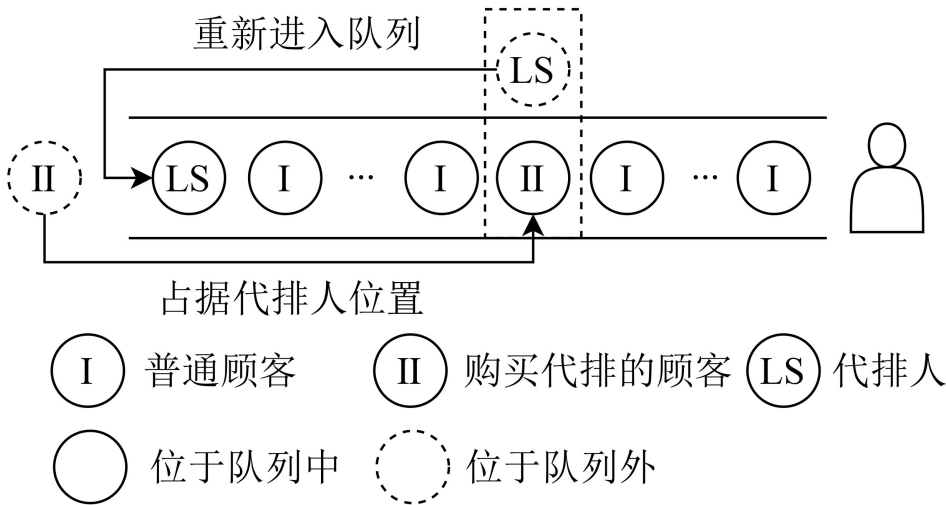 重新进入队列
LS
II LS I ··· I II I ··· I
占据代排人位置
I 普通顾客 II 购买代排的顾客 LS 代排人
位于队列中 位于队列外